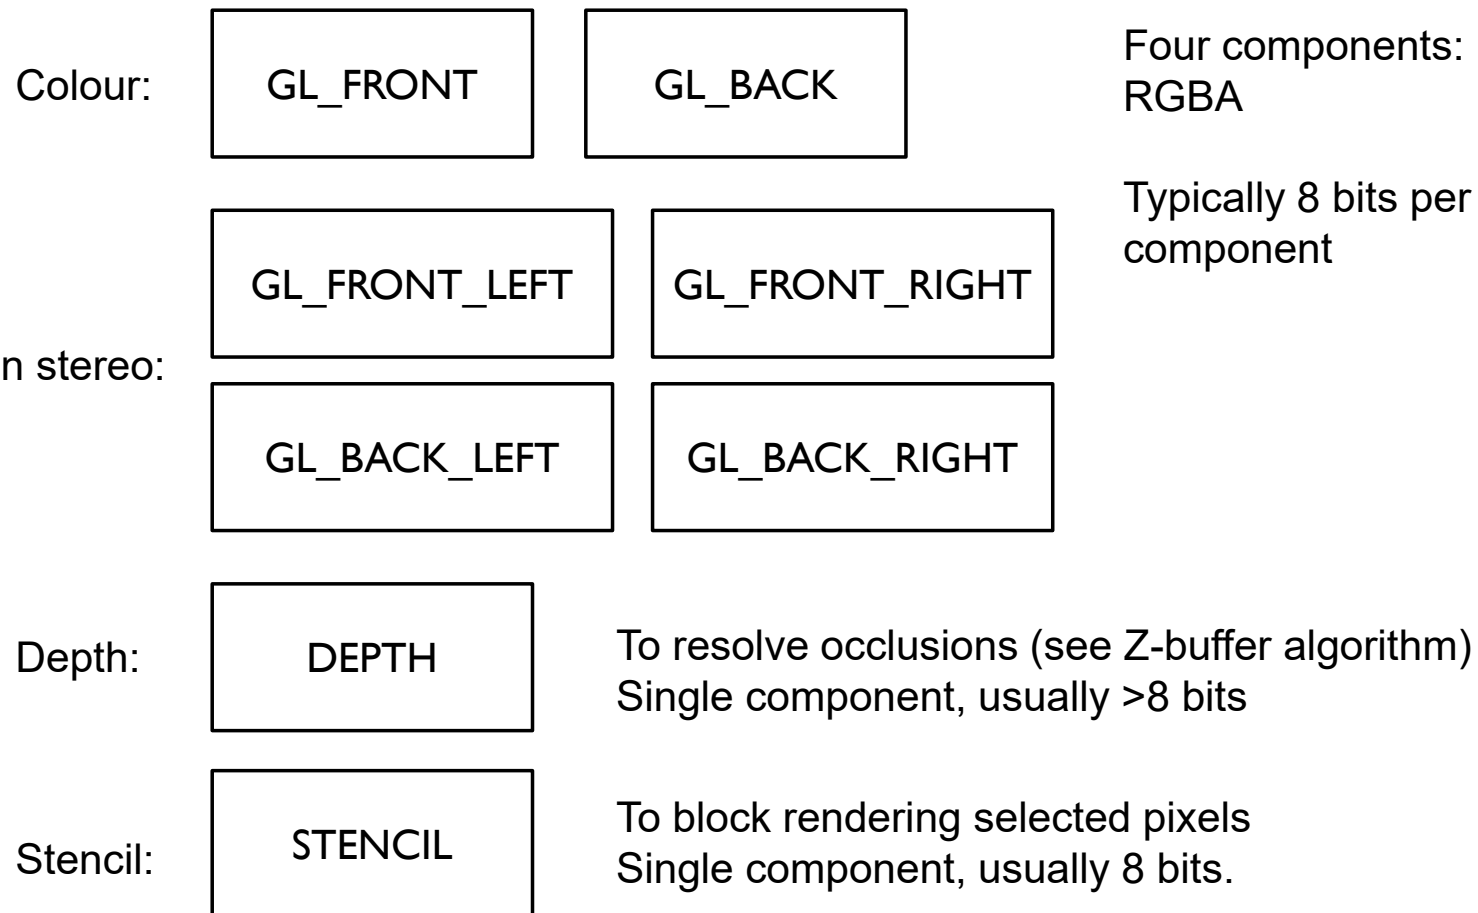 Colour:
GL_FRONT
GL_BACK
Four components:
RGBA
Typically 8 bits per
component
n stereo:
GL_FRONT_LEFT
GL_FRONT_RIGHT
GL_BACK_LEFT
GL_BACK_RIGHT
Depth:
DEPTH
To resolve occlusions (see Z-buffer algorithm)
Single component, usually >8 bits
Stencil:
STENCIL
To block rendering selected pixels
Single component, usually 8 bits.